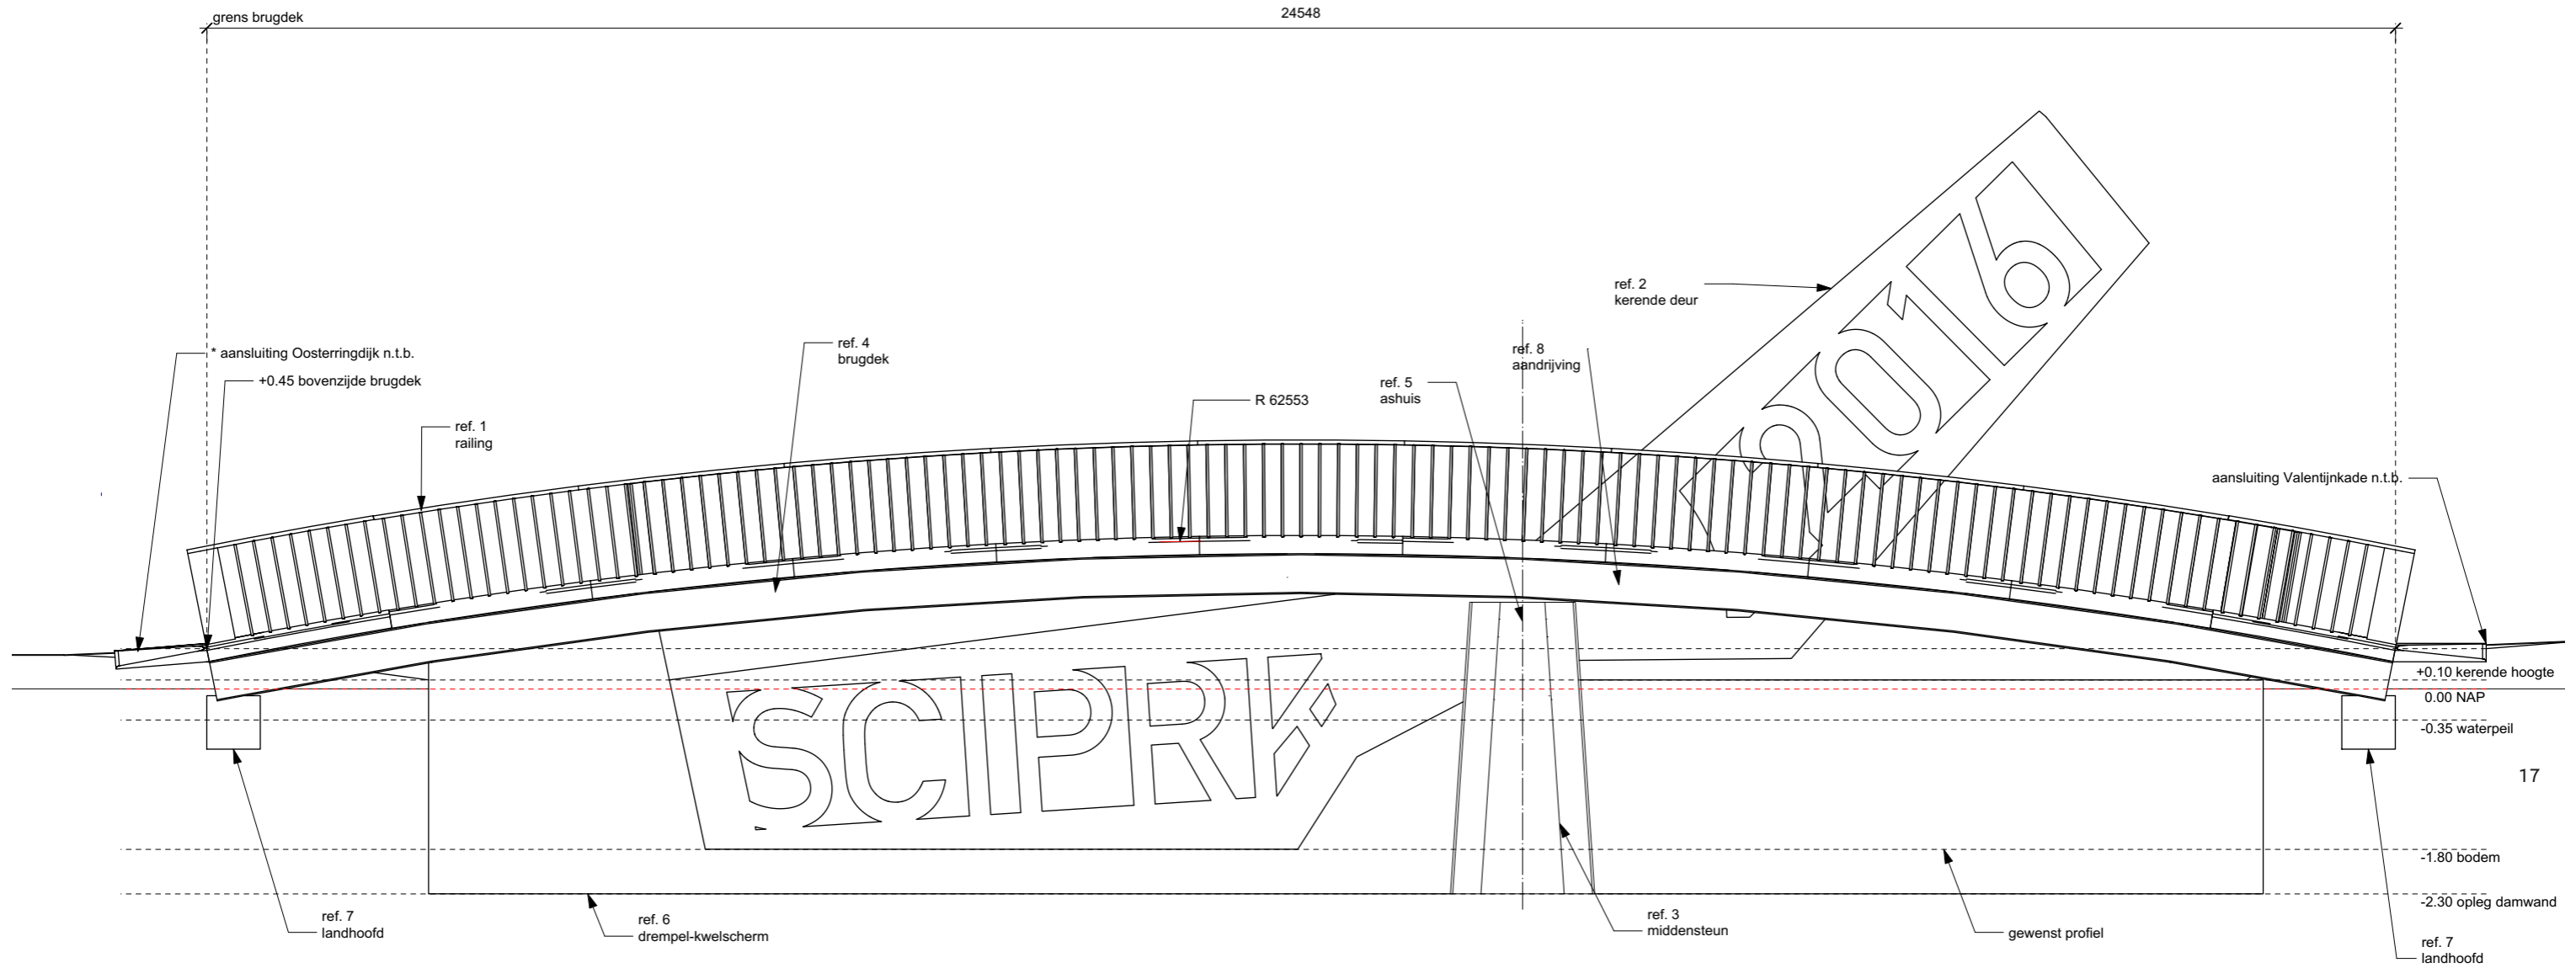 grens brugdek
24548
ref. 2
kerende deur
2016
* aansluiting Oosterringdijk n.t.b.
ref. 4
brugdek
ref. 8
aandrijving
+0.45 bovenzijde brugdek
ref. 5
ashuis
R 62553
ref. 1
railing
aansluiting Valentijnkade n.t.b.
+0.10 kerende hoogte
0.00 NAP
-0.35 waterpeil
SCIPRK
17
-1.80 bodem
-2.30 opleg damwand
ref. 7
landhoofd
ref. 6
drempel-kwelscherm
ref. 3
middensteun
gewenst profiel
ref. 7
landhoofd